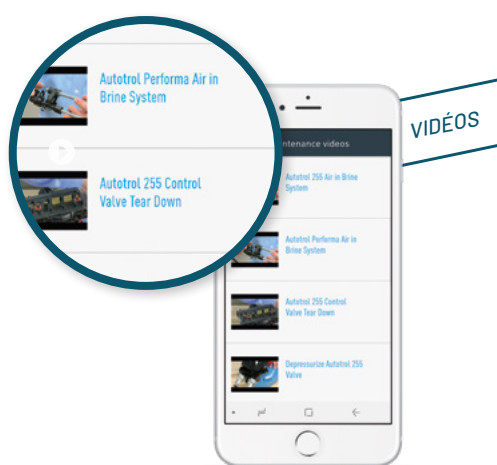 Autotrol Performa Air in
Brine System
Autotrol 255 Control
Valve Tear Down
VIDÉOS
ntenance videos
Autotrol 255 Air in Brine
System
Autotrol Performa Air in
Brine System
Autotrol 255 Control
Valve Tear Down
Depressurize Autotrol 255
Valve